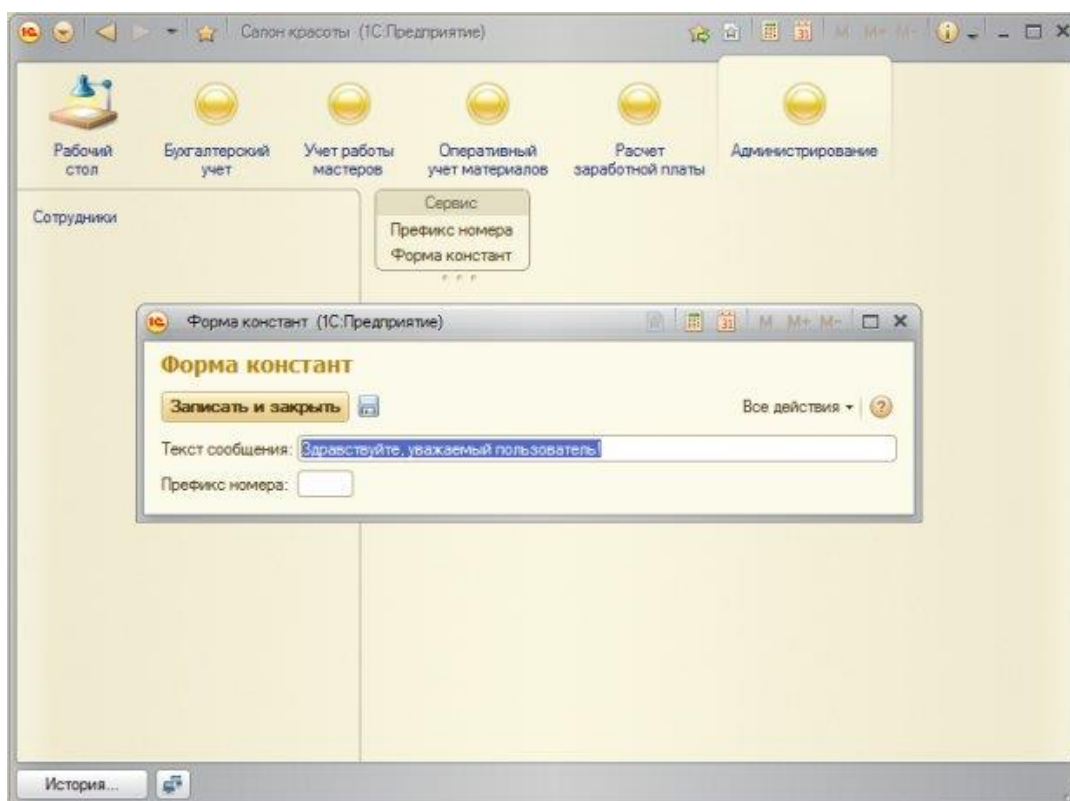 Салон красоты (1С:Предприятие)
M M+ M-
Рабочий
стол
Бухгалтерский
учет
Учет работы
мастеров
Оперативный
учет материалов
Расчет
заработной платы
Администрирование
Сотрудники
Сервис
Префикс номера
Форма констант
Форма констант (1С:Предприятие)
31 M M+ M-
Форма констант
Записать и закрыть
Все действия
Текст сообщения: Здравствуйте, уважаемый пользователь!
Префикс номера:
История...